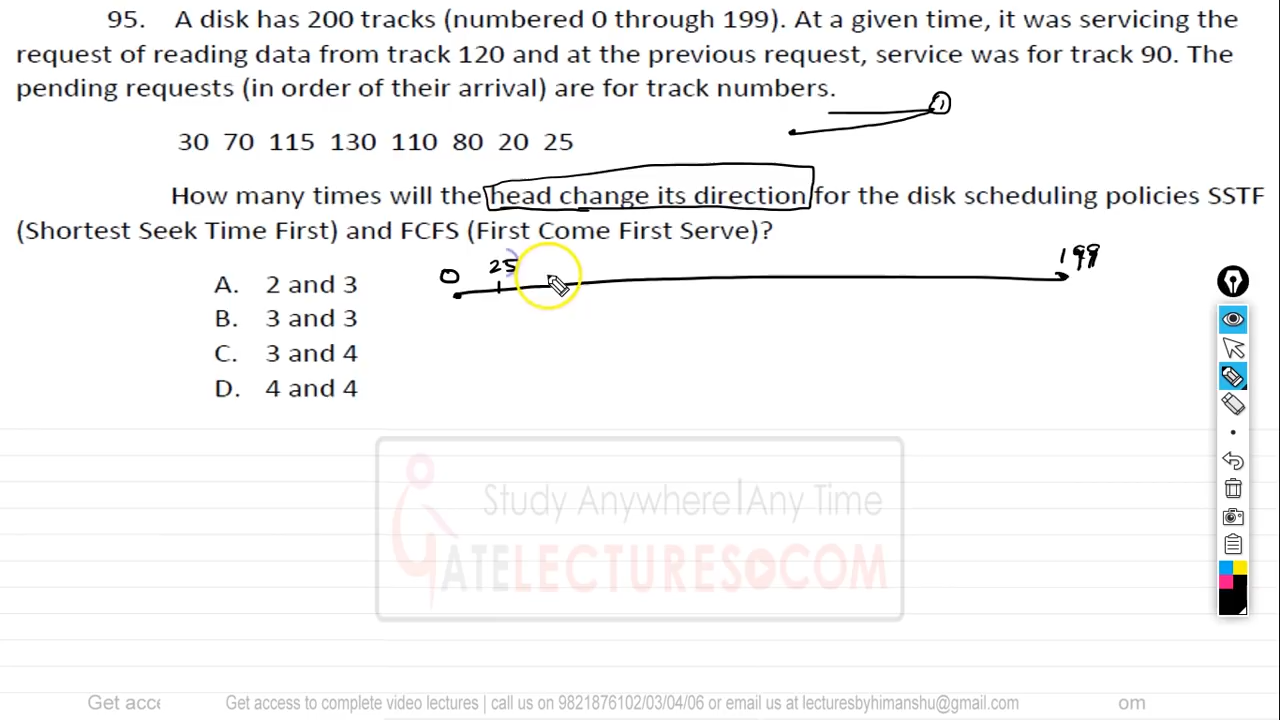 95. A disk has 200 tracks (numbered 0 through 199). At a given time, it was servicing the
request of reading data from track 120 and at the previous request, service was for track 90. The
pending requests (in order of their arrival) are for track numbers.
1
30 70 115 130 110 80 20 25
How many times will the head change its direction for the disk scheduling policies SSTF
(Shortest Seek Time First) and FCFS (First Come First Serve)?
0 25 199
A. 2 and 3
B. 3 and 3
C. 3 and 4
D. 4 and 4
Study Anywhere|Any Time
GATELECTURES.COM
Get acce
Get access to complete video lectures | call us on 9821876102/03/04/06 or email us at lecturesbyhimanshu@gmail.com
om